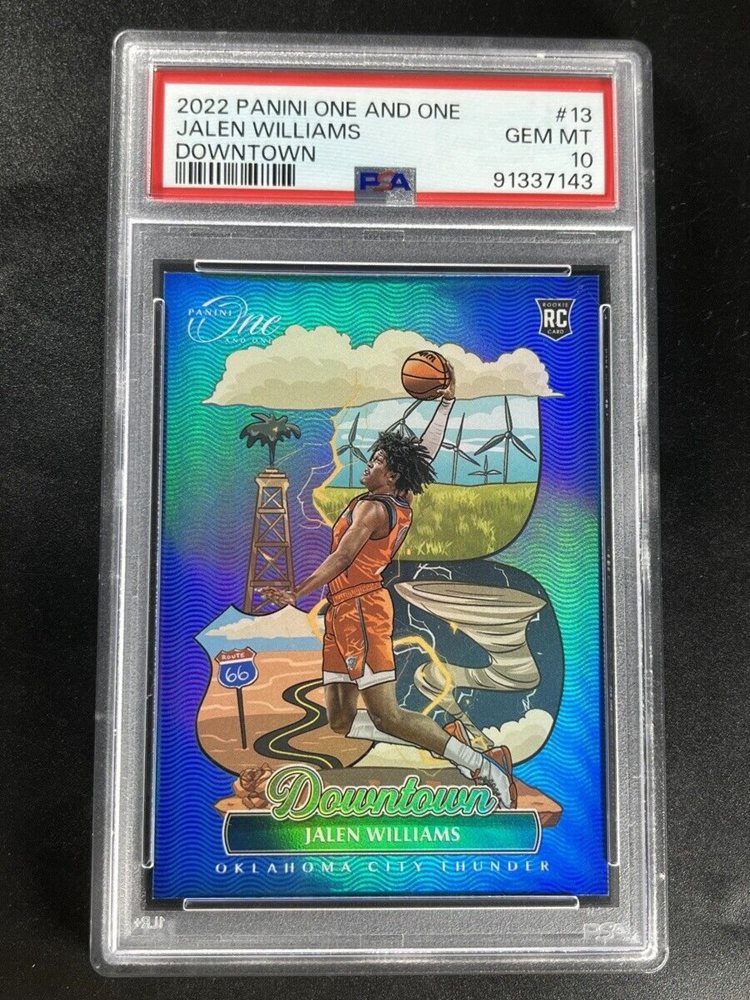 2022 PANINI ONE AND ONE #13
JALEN WILLIAMS GEM MT
DOWNTOWN 10
PSA 91337143
PANINI
One
AND ONE
ROOKIE
RC
CARD
ROUTE
66
Downtown
JALEN WILLIAMS
OKLAHOMA CITY THUNDER
PSA